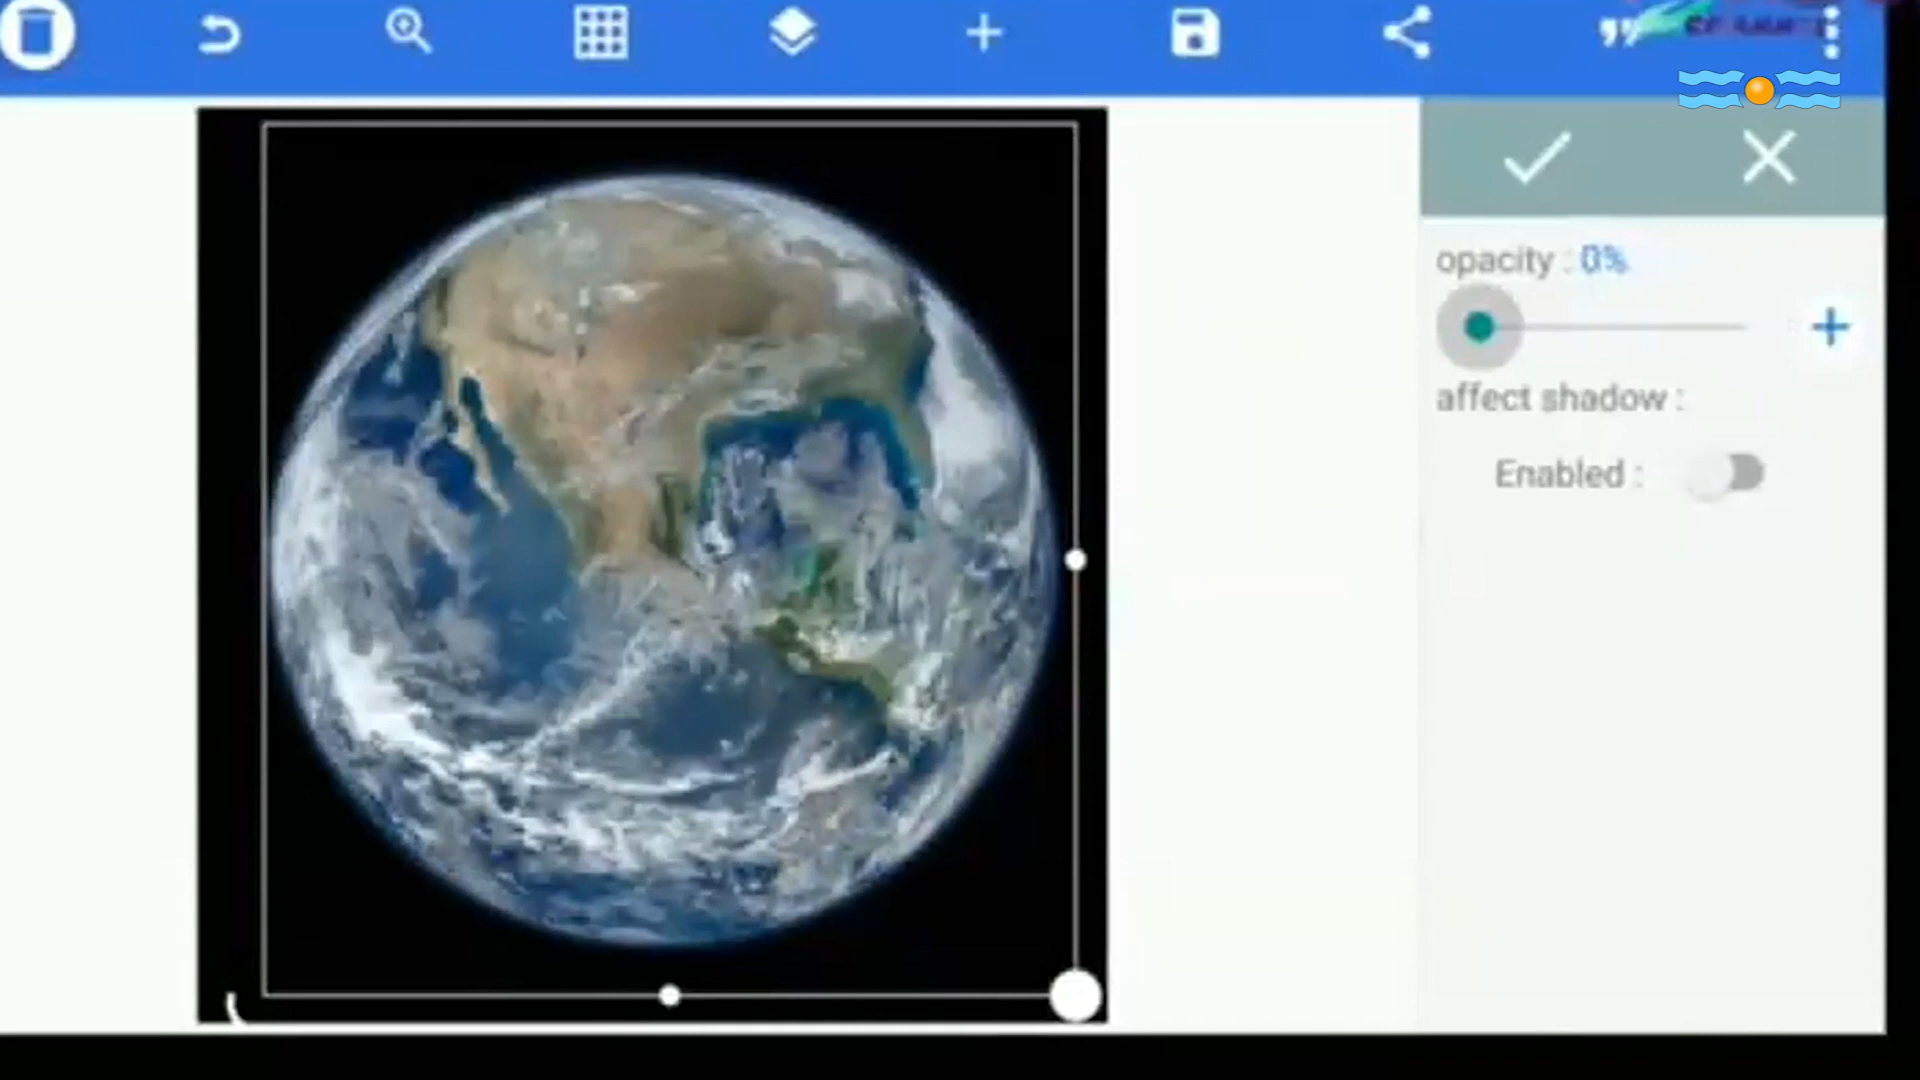 opacity : 0%
affect shadow :
Enabled :